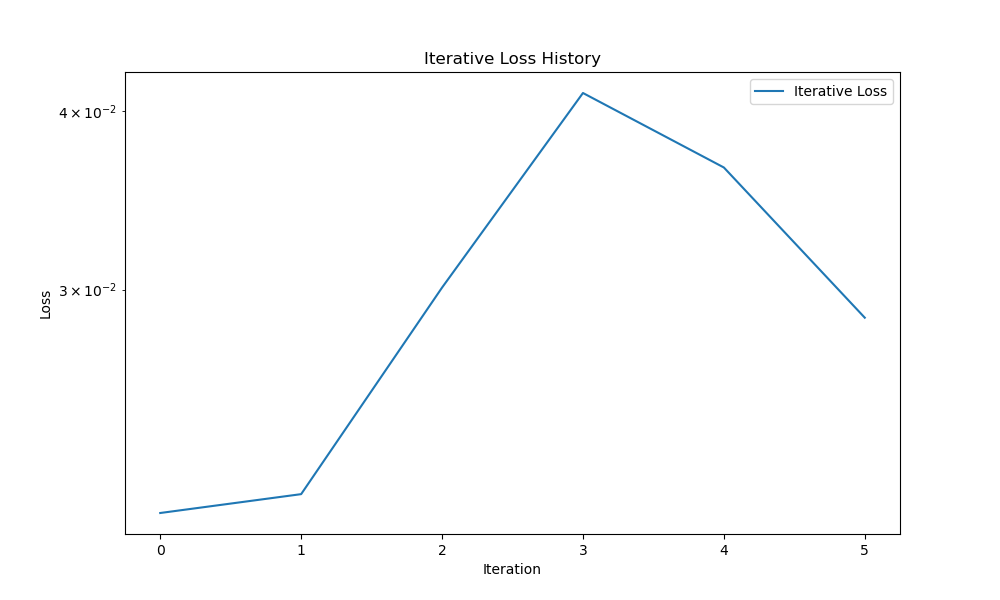 Iterative Loss History
Iterative Loss
4 × 10⁻²
3 × 10⁻²
Loss
0 1 2 3 4 5
Iteration